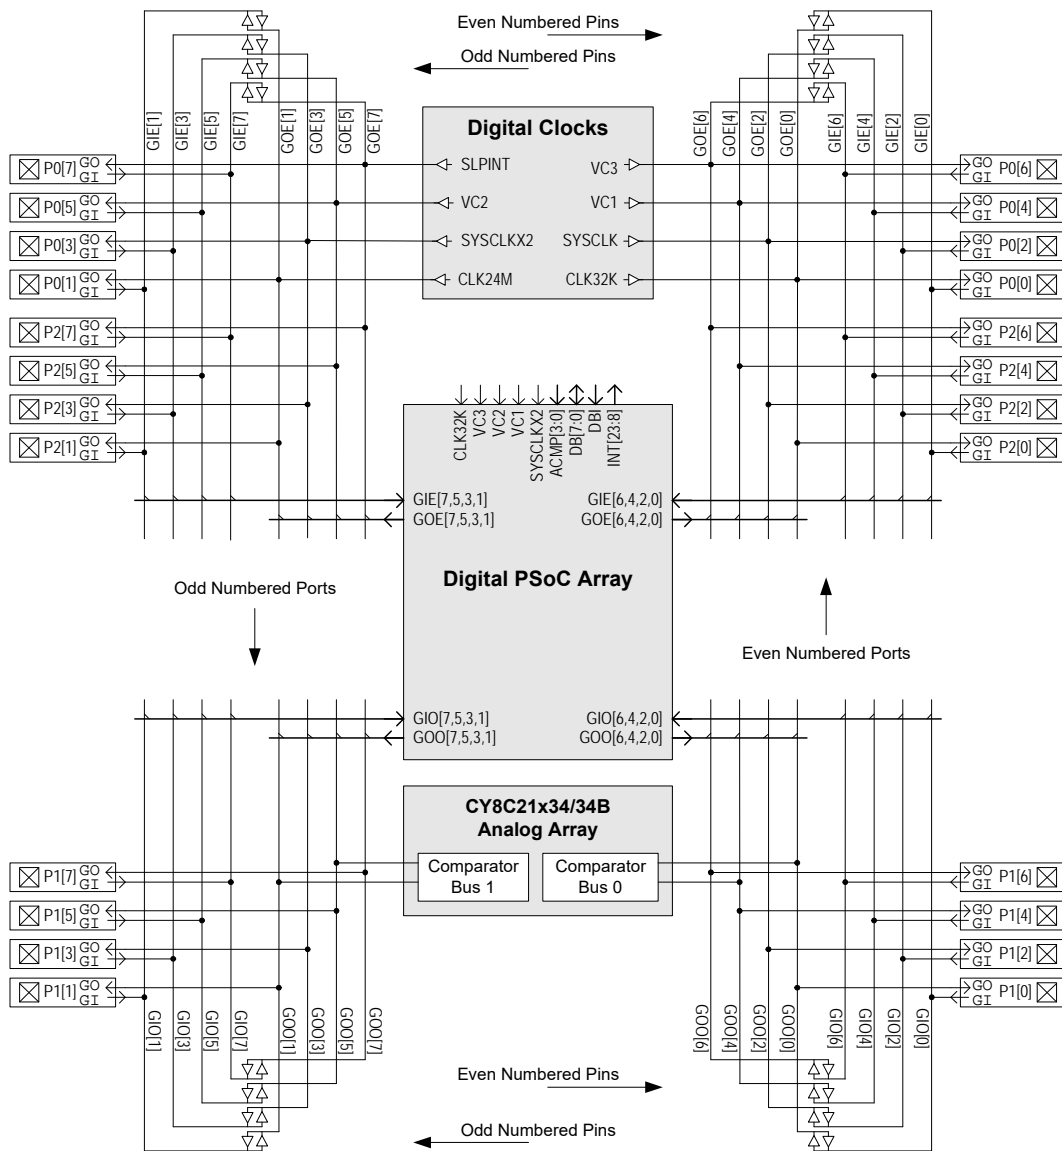 Even Numbered Pins
Odd Numbered Pins
GIE[1]
GIE[3]
GIE[5]
GIE[7]
GOE[1]
GOE[3]
GOE[5]
GOE[7]
GOE[6]
GOE[4]
GOE[2]
GOE[0]
GIE[6]
GIE[4]
GIE[2]
GIE[0]
Digital Clocks
SLPINT
VC3
VC2
VC1
SYSCLKX2
SYSCLK
CLK24M
CLK32K
P0[7] GO GI
P0[5] GO GI
P0[3] GO GI
P0[1] GO GI
P2[7] GO GI
P2[5] GO GI
P2[3] GO GI
P2[1] GO GI
GO GI P0[6]
GO GI P0[4]
GO GI P0[2]
GO GI P0[0]
GO GI P2[6]
GO GI P2[4]
GO GI P2[2]
GO GI P2[0]
CLK32K
VC3
VC2
VC1
SYSCLKX2
ACMP[3:0]
DB[7:0]
DBI
INT[23:8]
GIE[7,5,3,1]
GIE[6,4,2,0]
GOE[7,5,3,1]
GOE[6,4,2,0]
Digital PSoC Array
Odd Numbered Ports
Even Numbered Ports
GIO[7,5,3,1]
GIO[6,4,2,0]
GOO[7,5,3,1]
GOO[6,4,2,0]
CY8C21x34/34B
Analog Array
Comparator
Bus 1
Comparator
Bus 0
P1[7] GO GI
P1[5] GO GI
P1[3] GO GI
P1[1] GO GI
GO GI P1[6]
GO GI P1[4]
GO GI P1[2]
GO GI P1[0]
GIO[1]
GIO[3]
GIO[5]
GIO[7]
GOO[1]
GOO[3]
GOO[5]
GOO[7]
GOO[6]
GOO[4]
GOO[2]
GOO[0]
GIO[6]
GIO[4]
GIO[2]
GIO[0]
Even Numbered Pins
Odd Numbered Pins